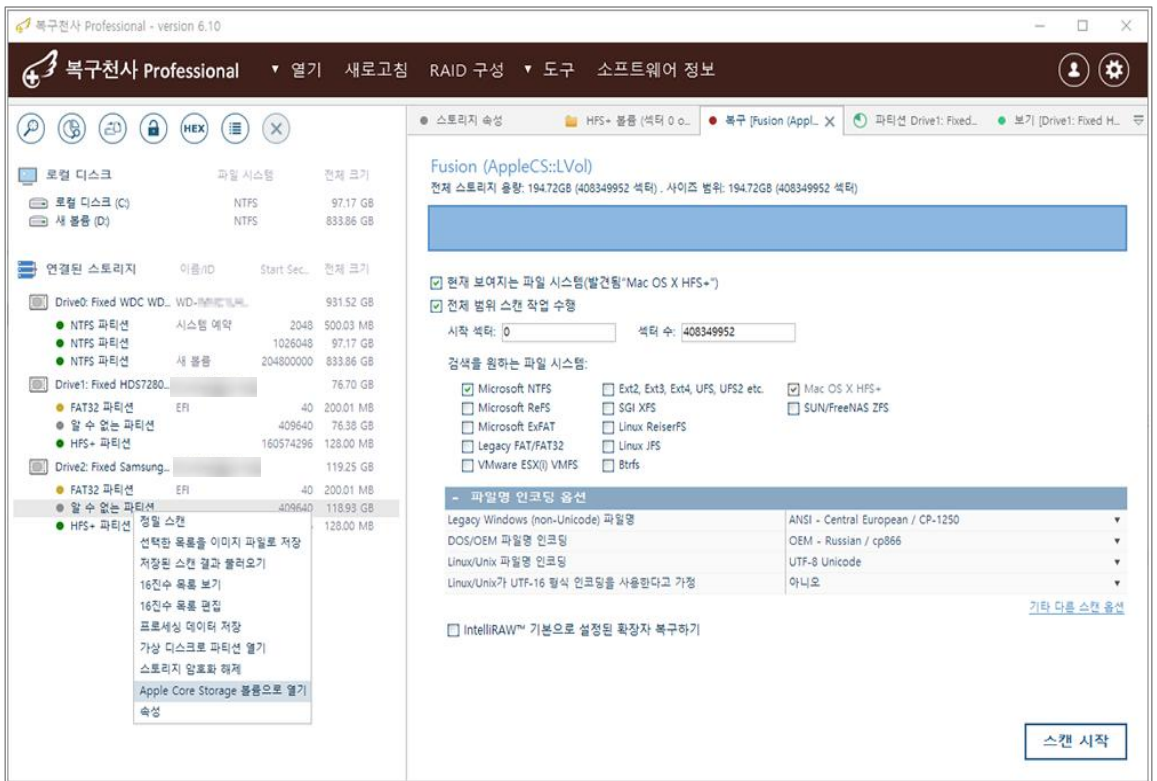 복구천사 Professional - version 6.10
복구천사 Professional ▼ 열기 새로고침 RAID 구성 ▼ 도구 소프트웨어 정보
HEX
스토리지 속성 HFS+ 볼륨 (섹터 0 o... 복구 [Fusion (Appl... 파티션 Drive1: Fixed... 보기 [Drive1: Fixed H...
로컬 디스크 파일 시스템 전체 크기
로컬 디스크 (C:) NTFS 97.17 GB
새 볼륨 (D:) NTFS 833.86 GB
연결된 스토리지 이름/ID Start Sec... 전체 크기
Drive0: Fixed WDC WD... 931.52 GB
NTFS 파티션 시스템 예약 2048 500.03 MB
NTFS 파티션 1026048 97.17 GB
NTFS 파티션 새 볼륨 204800000 833.86 GB
Drive1: Fixed HDS7280... 76.70 GB
FAT32 파티션 EFI 40 200.01 MB
알 수 없는 파티션 409640 76.38 GB
HFS+ 파티션 160574296 128.00 MB
Drive2: Fixed Samsung... 119.25 GB
FAT32 파티션 EFI 40 200.01 MB
알 수 없는 파티션 409640 118.93 GB
HFS+ 파티션 128.00 MB
정밀 스캔
선택한 목록을 이미지 파일로 저장
저장된 스캔 결과 불러오기
16진수 목록 보기
16진수 목록 편집
프로세싱 데이터 저장
가상 디스크로 파티션 열기
스토리지 암호화 해제
Apple Core Storage 볼륨으로 열기
속성
Fusion (AppleCS::LVol)
전체 스토리지 용량: 194.72GB (408349952 섹터) . 사이즈 범위: 194.72GB (408349952 섹터)
현재 보여지는 파일 시스템(발견됨"Mac OS X HFS+")
전체 범위 스캔 작업 수행
시작 섹터: 0 섹터 수: 408349952
검색을 원하는 파일 시스템:
Microsoft NTFS Ext2, Ext3, Ext4, UFS, UFS2 etc. Mac OS X HFS+
Microsoft ReFS SGI XFS SUN/FreeNAS ZFS
Microsoft ExFAT Linux ReiserFS
Legacy FAT/FAT32 Linux JFS
VMware ESX(i) VMFS Btrfs
- 파일명 인코딩 옵션
Legacy Windows (non-Unicode) 파일명 ANSI - Central European / CP-1250
DOS/OEM 파일명 인코딩 OEM - Russian / cp866
Linux/Unix 파일명 인코딩 UTF-8 Unicode
Linux/Unix가 UTF-16 형식 인코딩을 사용한다고 가정 아니오
기타 다른 스캔 옵션
IntelliRAW™ 기본으로 설정된 확장자 복구하기
스캔 시작